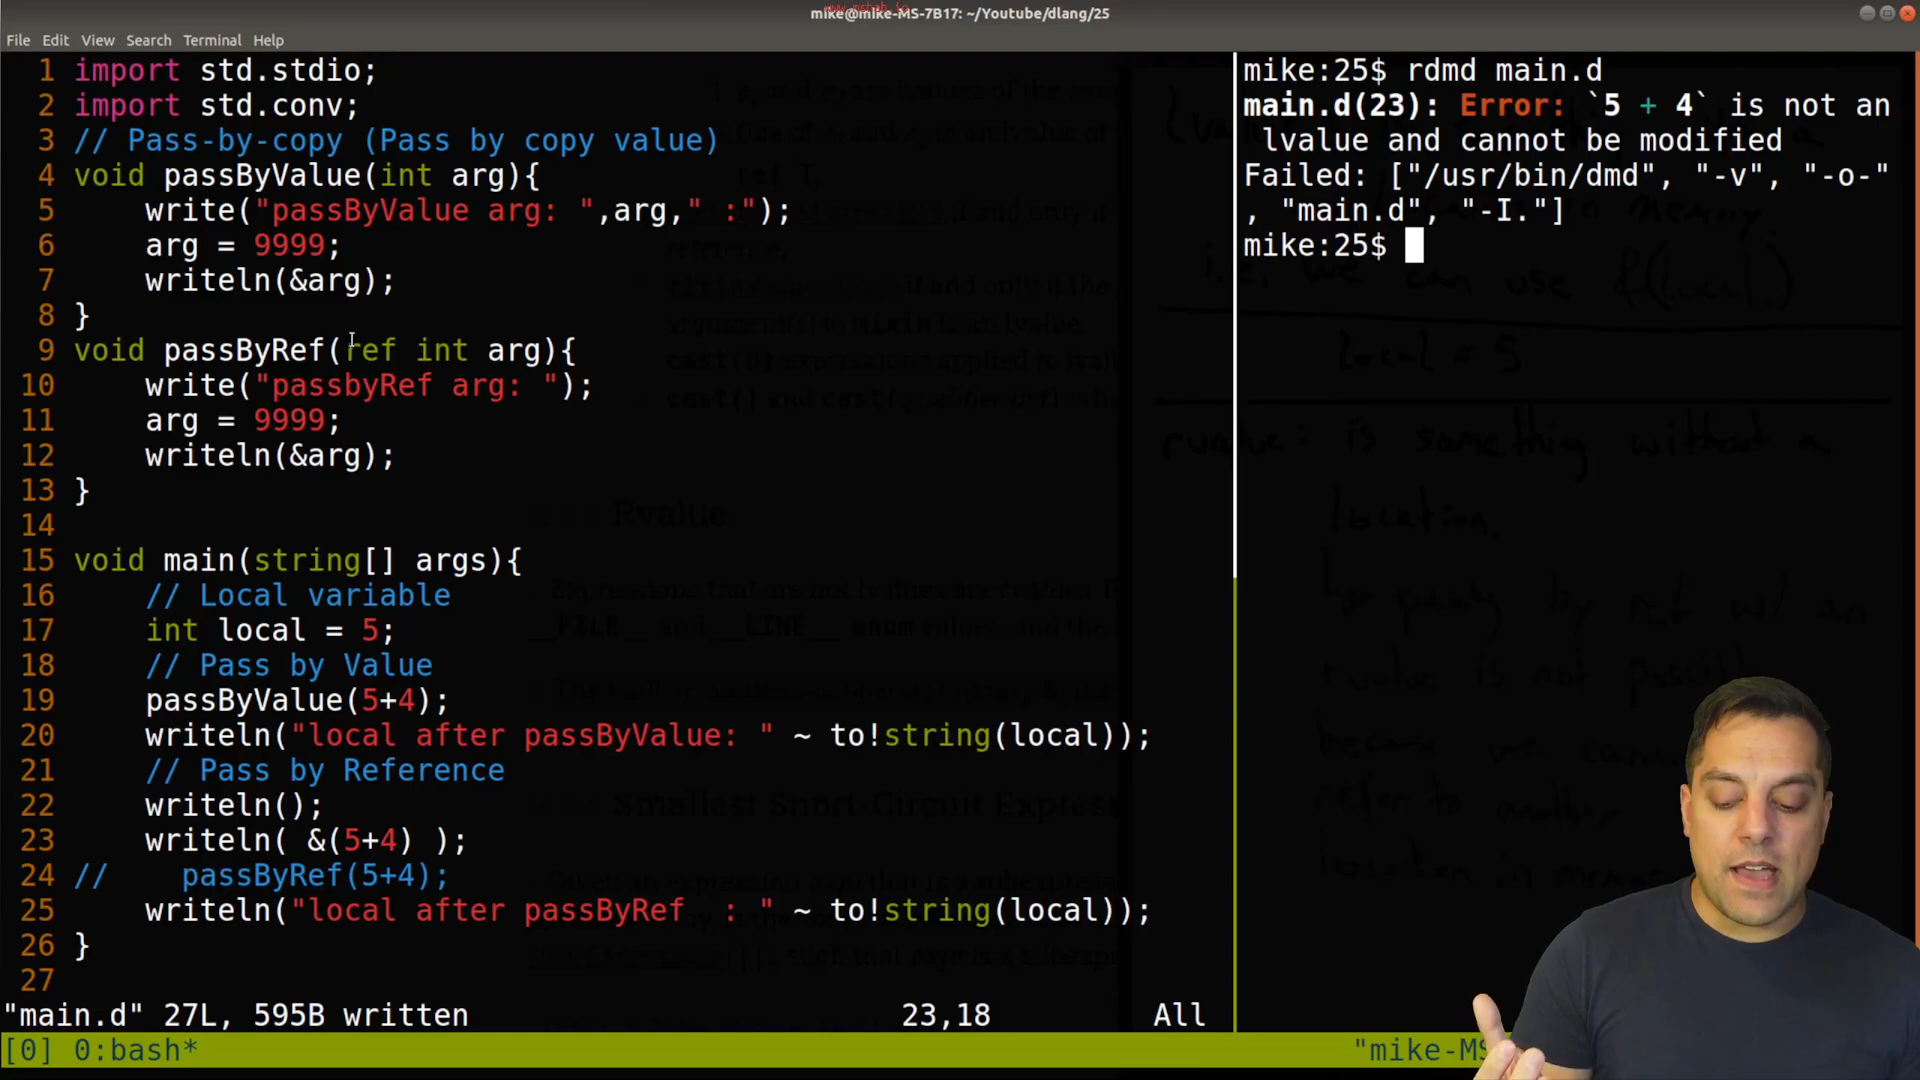 www.mshah.io
mike@mike-MS-7B17: ~/Youtube/dlang/25
File Edit View Search Terminal Help
1 import std.stdio;
2 import std.conv;
3 // Pass-by-copy (Pass by copy value)
4 void passByValue(int arg){
5 write("passByValue arg: ",arg," :");
6 arg = 9999;
7 writeln(&arg);
8 }
9 void passByRef(ref int arg){
10 write("passbyRef arg: ");
11 arg = 9999;
12 writeln(&arg);
13 }
14
15 void main(string[] args){
16 // Local variable
17 int local = 5;
18 // Pass by Value
19 passByValue(5+4);
20 writeln("local after passByValue: " ~ to!string(local));
21 // Pass by Reference
22 writeln();
23 writeln( &(5+4) );
24 // passByRef(5+4);
25 writeln("local after passByRef : " ~ to!string(local));
26 }
27
"main.d" 27L, 595B written 23,18 All
[0] 0:bash* "mike-MS
mike:25$ rdmd main.d
main.d(23): Error: `5 + 4` is not an
lvalue and cannot be modified
Failed: ["/usr/bin/dmd", "-v", "-o-"
, "main.d", "-I."]
mike:25$